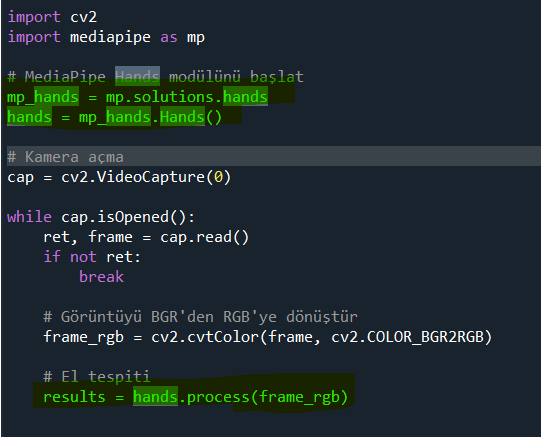 import cv2
import mediapipe as mp
# MediaPipe Hands modülünü başlat
mp_hands = mp.solutions.hands
hands = mp_hands.Hands()
# Kamera açma
cap = cv2.VideoCapture(0)
while cap.isOpened():
    ret, frame = cap.read()
    if not ret:
        break
    # Görüntüyü BGR'den RGB'ye dönüştür
    frame_rgb = cv2.cvtColor(frame, cv2.COLOR_BGR2RGB)
    # El tespiti
    results = hands.process(frame_rgb)